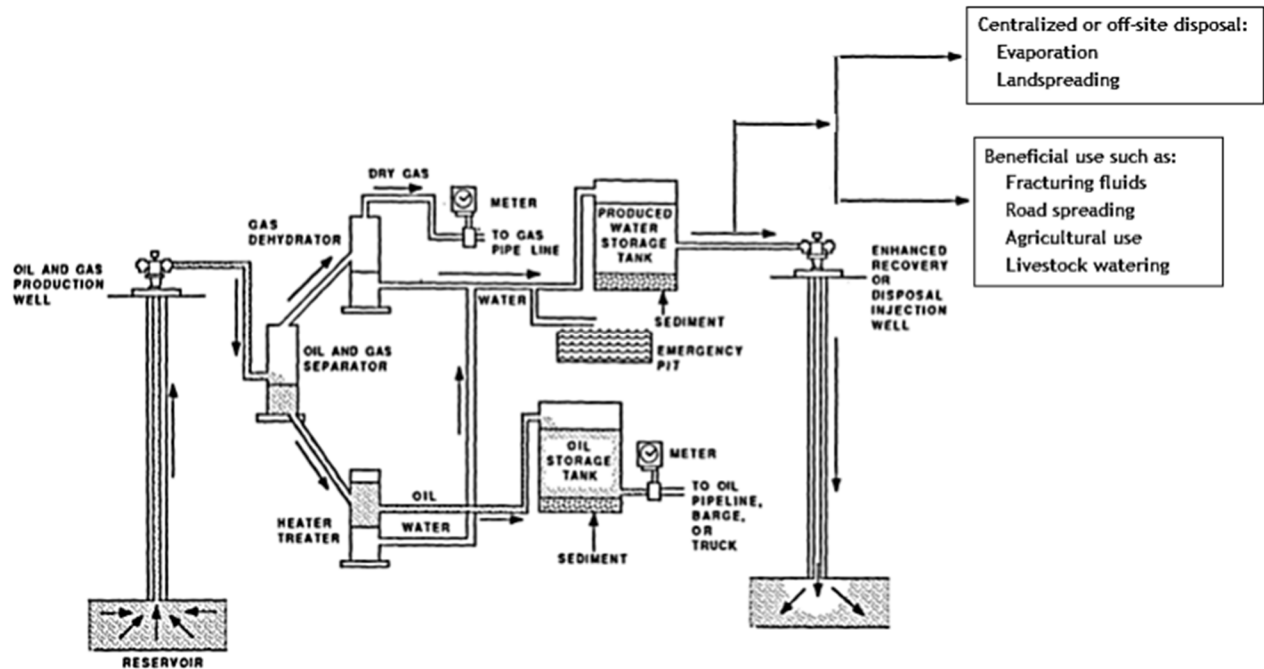 Centralized or off-site disposal:
Evaporation
Landspreading
Beneficial use such as:
Fracturing fluids
Road spreading
Agricultural use
Livestock watering
DRY GAS
METER
TO GAS
PIPE LINE
GAS
DEHYDRATOR
PRODUCED
WATER
STORAGE
TANK
OIL AND GAS
PRODUCTION
WELL
WATER
SEDIMENT
ENHANCED
RECOVERY
OR
DISPOSAL
INJECTION
WELL
OIL AND GAS
SEPARATOR
EMERGENCY
PIT
OIL
STORAGE
TANK
METER
TO OIL
PIPELINE,
BARGE,
OR
TRUCK
OIL
HEATER
TREATER
WATER
SEDIMENT
RESERVOIR